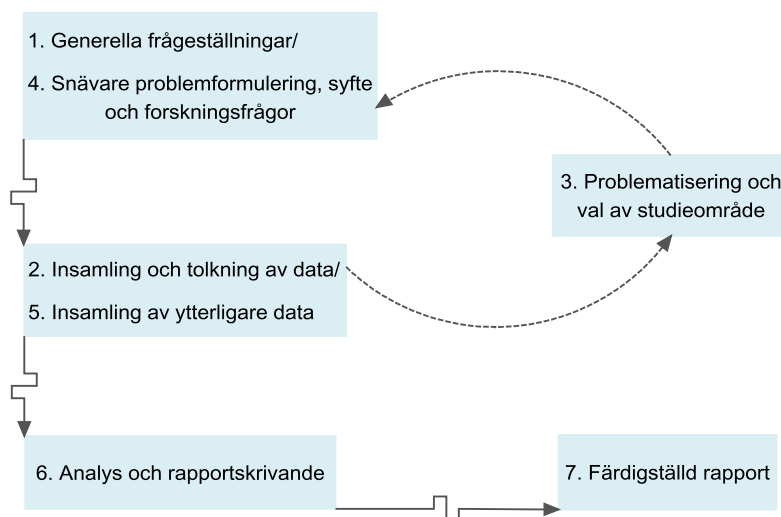 1. Generella frågeställningar/
4. Snävare problemformulering, syfte
och forskningsfrågor
3. Problematisering och
val av studieområde
2. Insamling och tolkning av data/
5. Insamling av ytterligare data
6. Analys och rapportskrivande
7. Färdigställd rapport